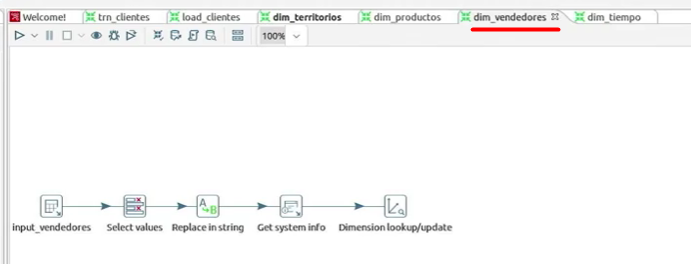 Welcome! trn_clientes load_clientes dim_territorios dim_productos dim_vendedores dim_tiempo
100%
A
B
input_vendedores Select values Replace in string Get system info Dimension lookup/update